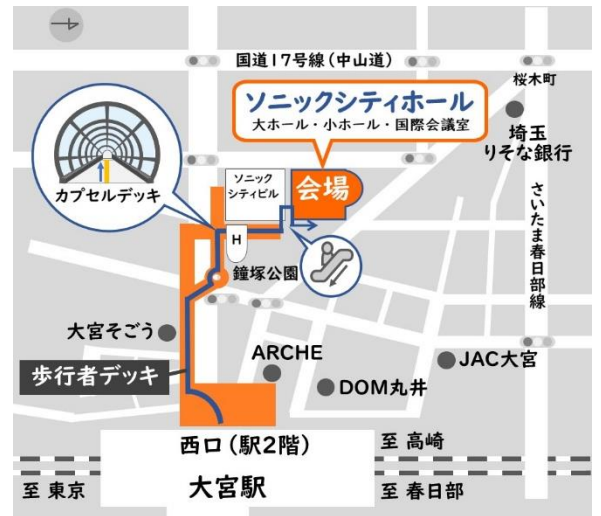 国道17号線(中山道)
桜木町
ソニックシティホール
大ホール・小ホール・国際会議室
埼玉
りそな銀行
カプセルデッキ
ソニック
シティビル
会場
さいたま春日部線
H
鐘塚公園
大宮そごう
ARCHE
JAC大宮
歩行者デッキ
DOM丸井
西口(駅2階)
至 高崎
至 東京
大宮駅
至 春日部